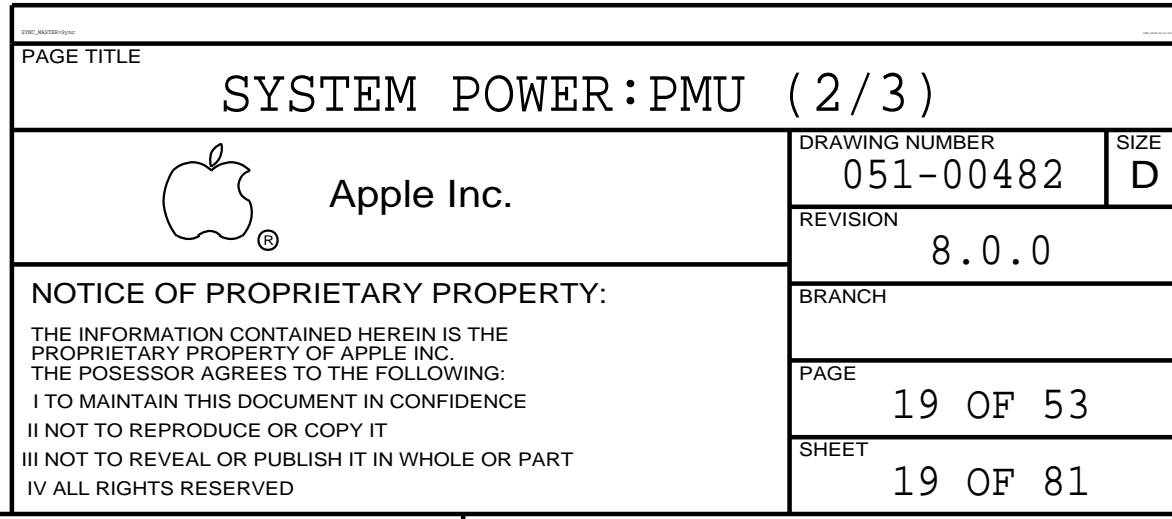 SYNC_MASTER=Sync
PAGE TITLE
SYSTEM POWER:PMU (2/3)
Apple Inc.
®
DRAWING NUMBER
051-00482
SIZE
D
REVISION
8.0.0
NOTICE OF PROPRIETARY PROPERTY:
THE INFORMATION CONTAINED HEREIN IS THE
PROPRIETARY PROPERTY OF APPLE INC.
THE POSESSOR AGREES TO THE FOLLOWING:
I TO MAINTAIN THIS DOCUMENT IN CONFIDENCE
II NOT TO REPRODUCE OR COPY IT
III NOT TO REVEAL OR PUBLISH IT IN WHOLE OR PART
IV ALL RIGHTS RESERVED
BRANCH
PAGE
19 OF 53
SHEET
19 OF 81